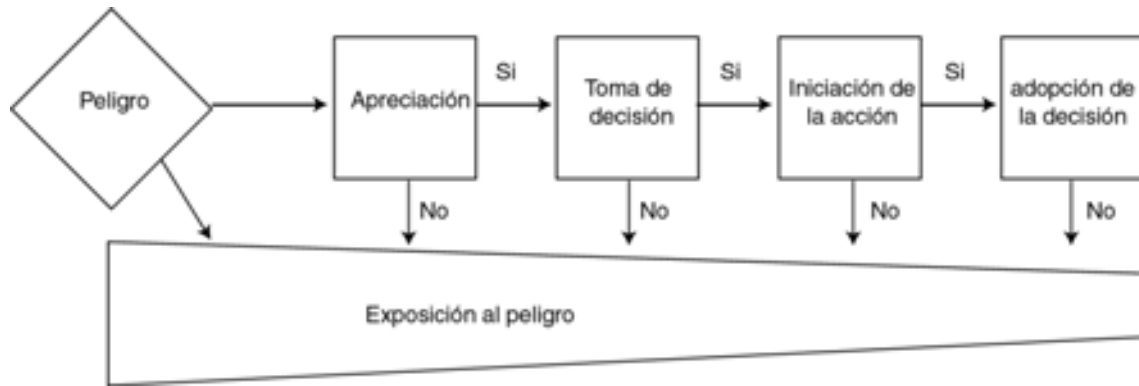 Peligro
Apreciación
Si
Toma de
decisión
Si
Iniciación de
la acción
Si
adopción de
la decisión
No
No
No
No
Exposición al peligro